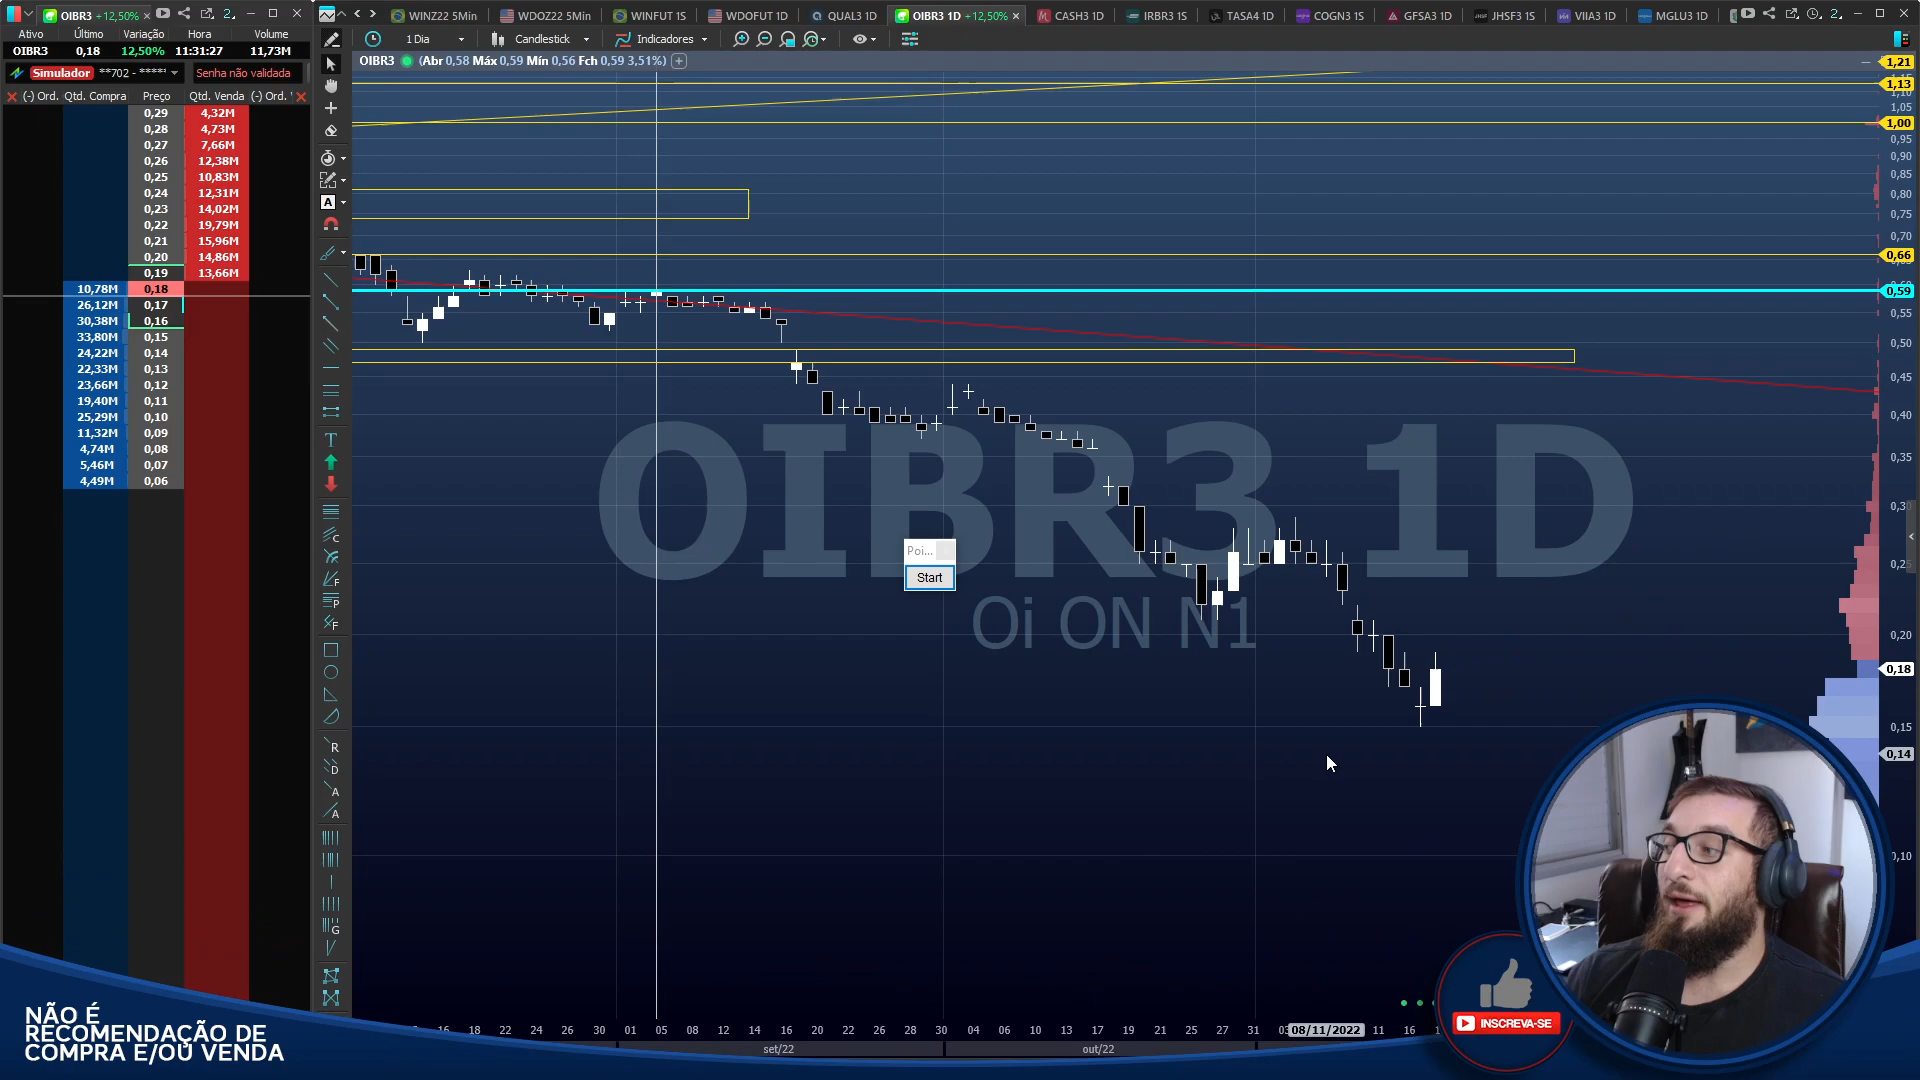 OIBR3 +12,50% 2.
Ativo Último Variação Hora Volume
OIBR3 0,18 12,50% 11:31:27 11,73M
Simulador **702 - ****' Senha não validada
(-) Ord. Qtd. Compra Preço Qtd. Venda (-) Ord. '
0,29 4,32M
0,28 4,73M
0,27 7,66M
0,26 12,38M
0,25 10,83M
0,24 12,31M
0,23 14,02M
0,22 19,79M
0,21 15,96M
0,20 14,86M
0,19 13,66M
10,78M 0,18
26,12M 0,17
30,38M 0,16
33,80M 0,15
24,22M 0,14
22,33M 0,13
23,66M 0,12
19,40M 0,11
25,29M 0,10
11,32M 0,09
4,74M 0,08
5,46M 0,07
4,49M 0,06
WINZ22 5Min WDOZ22 5Min WINFUT 1S WDOFUT 1D QUAL3 1D OIBR3 1D +12,50% CASH3 1D IRBR3 1S TASA4 1D COGN3 1S GFSA3 1D JHSF3 1S VIIA3 1D MGLU3 1D 2.
1 Dia Candlestick Indicadores
OIBR3 (Abr 0,58 Máx 0,59 Mín 0,56 Fch 0,59 3,51%)
1,21
1,13
1,10
1,05
1,00
0,95
0,90
0,85
0,80
0,75
0,70
0,66
0,59
0,55
0,50
0,45
0,40
0,35
0,20
0,18
0,15
0,14
0,10
OIBR3 1D
Oi ON N1
Poi...
Start
18 22 24 26 30 01 05 08 12 14 16 20 22 26 28 30 04 06 10 13 17 19 21 25 27 31 08/11/2022 11 16
set/22 out/22
NÃO É
RECOMENDAÇÃO DE
COMPRA E/OU VENDA
INSCREVA-SE